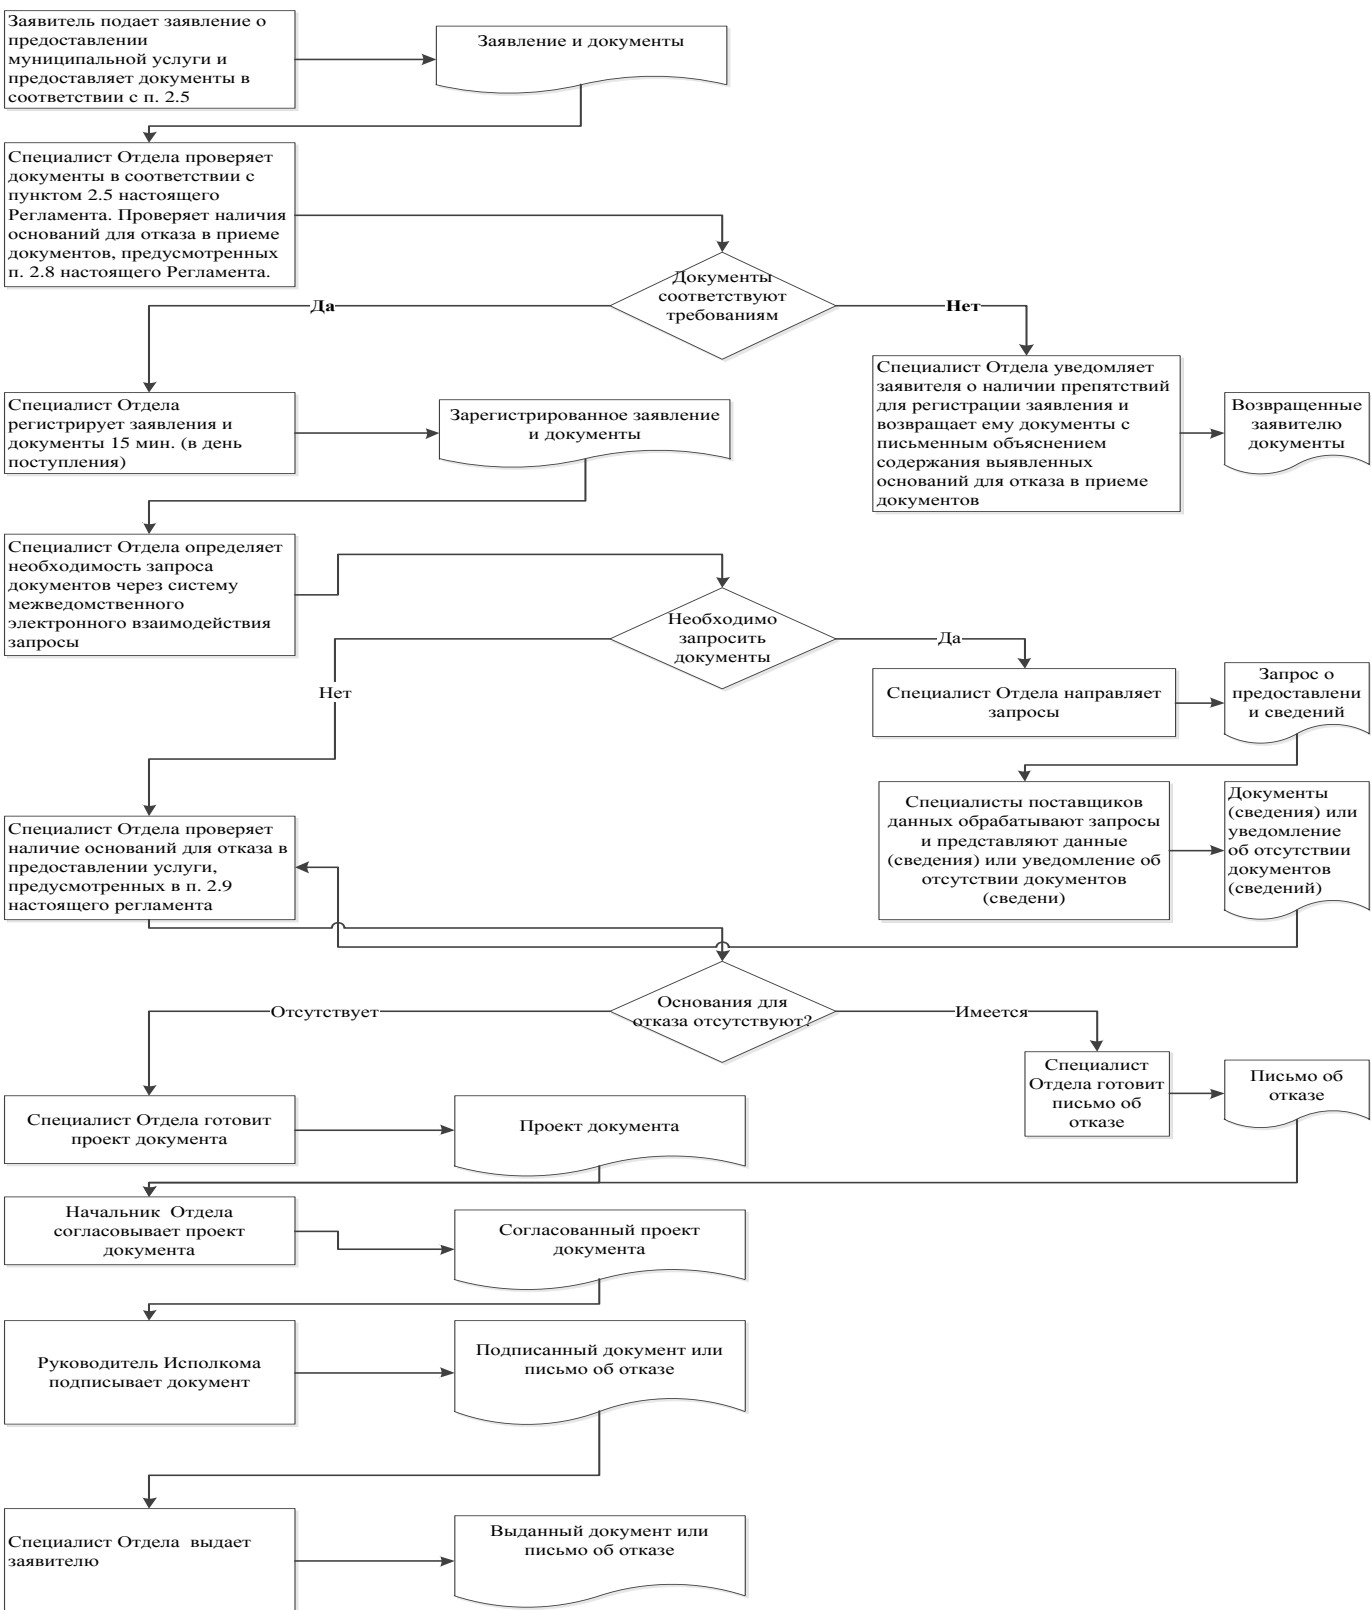 Заявитель подает заявление о
предоставлении
муниципальной услуги и
предоставляет документы в
соответствии с п. 2.5
Заявление и документы
Специалист Отдела проверяет
документы в соответствии с
пунктом 2.5 настоящего
Регламента. Проверяет наличия
оснований для отказа в приеме
документов, предусмотренных
п. 2.8 настоящего Регламента.
Документы
соответствуют
требованиям
Да
Нет
Специалист Отдела
регистрирует заявления и
документы 15 мин. (в день
поступления)
Зарегистрированное заявление
и документы
Специалист Отдела уведомляет
заявителя о наличии препятствий
для регистрации заявления и
возвращает ему документы с
письменным объяснением
содержания выявленных
оснований для отказа в приеме
документов
Возвращенные
заявителю
документы
Специалист Отдела определяет
необходимость запроса
документов через систему
межведомственного
электронного взаимодействия
запросы
Необходимо
запросить
документы
Да
Нет
Специалист Отдела направляет
запросы
Запрос о
предоставлени
и сведений
Специалист Отдела проверяет
наличие оснований для отказа в
предоставлении услуги,
предусмотренных в п. 2.9
настоящего регламента
Специалисты поставщиков
данных обрабатывают запросы
и представляют данные
(сведения) или уведомление об
отсутствии документов
(сведени)
Документы
(сведения) или
уведомление
об отсутствии
документов
(сведений)
Основания для
отказа отсутствуют?
Отсутствует
Имеется
Специалист
Отдела готовит
письмо об
отказе
Письмо об
отказе
Специалист Отдела готовит
проект документа
Проект документа
Начальник  Отдела
согласовывает проект
документа
Согласованный проект
документа
Руководитель Исполкома
подписывает документ
Подписанный документ или
письмо об отказе
Специалист Отдела  выдает
заявителю
Выданный документ или
письмо об отказе